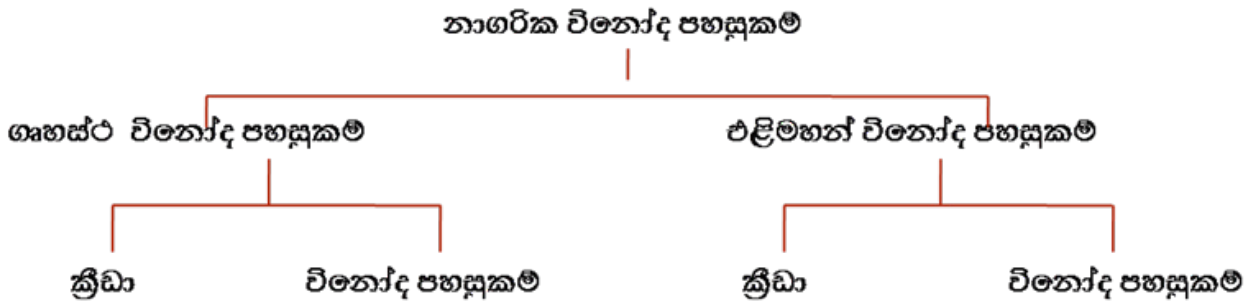 නාගරික විනෝද පහසුකම්
ගෘහස්ථ විනෝද පහසුකම් එළිමහන් විනෝද පහසුකම්
ක්‍රීඩා විනෝද පහසුකම් ක්‍රීඩා විනෝද පහසුකම්